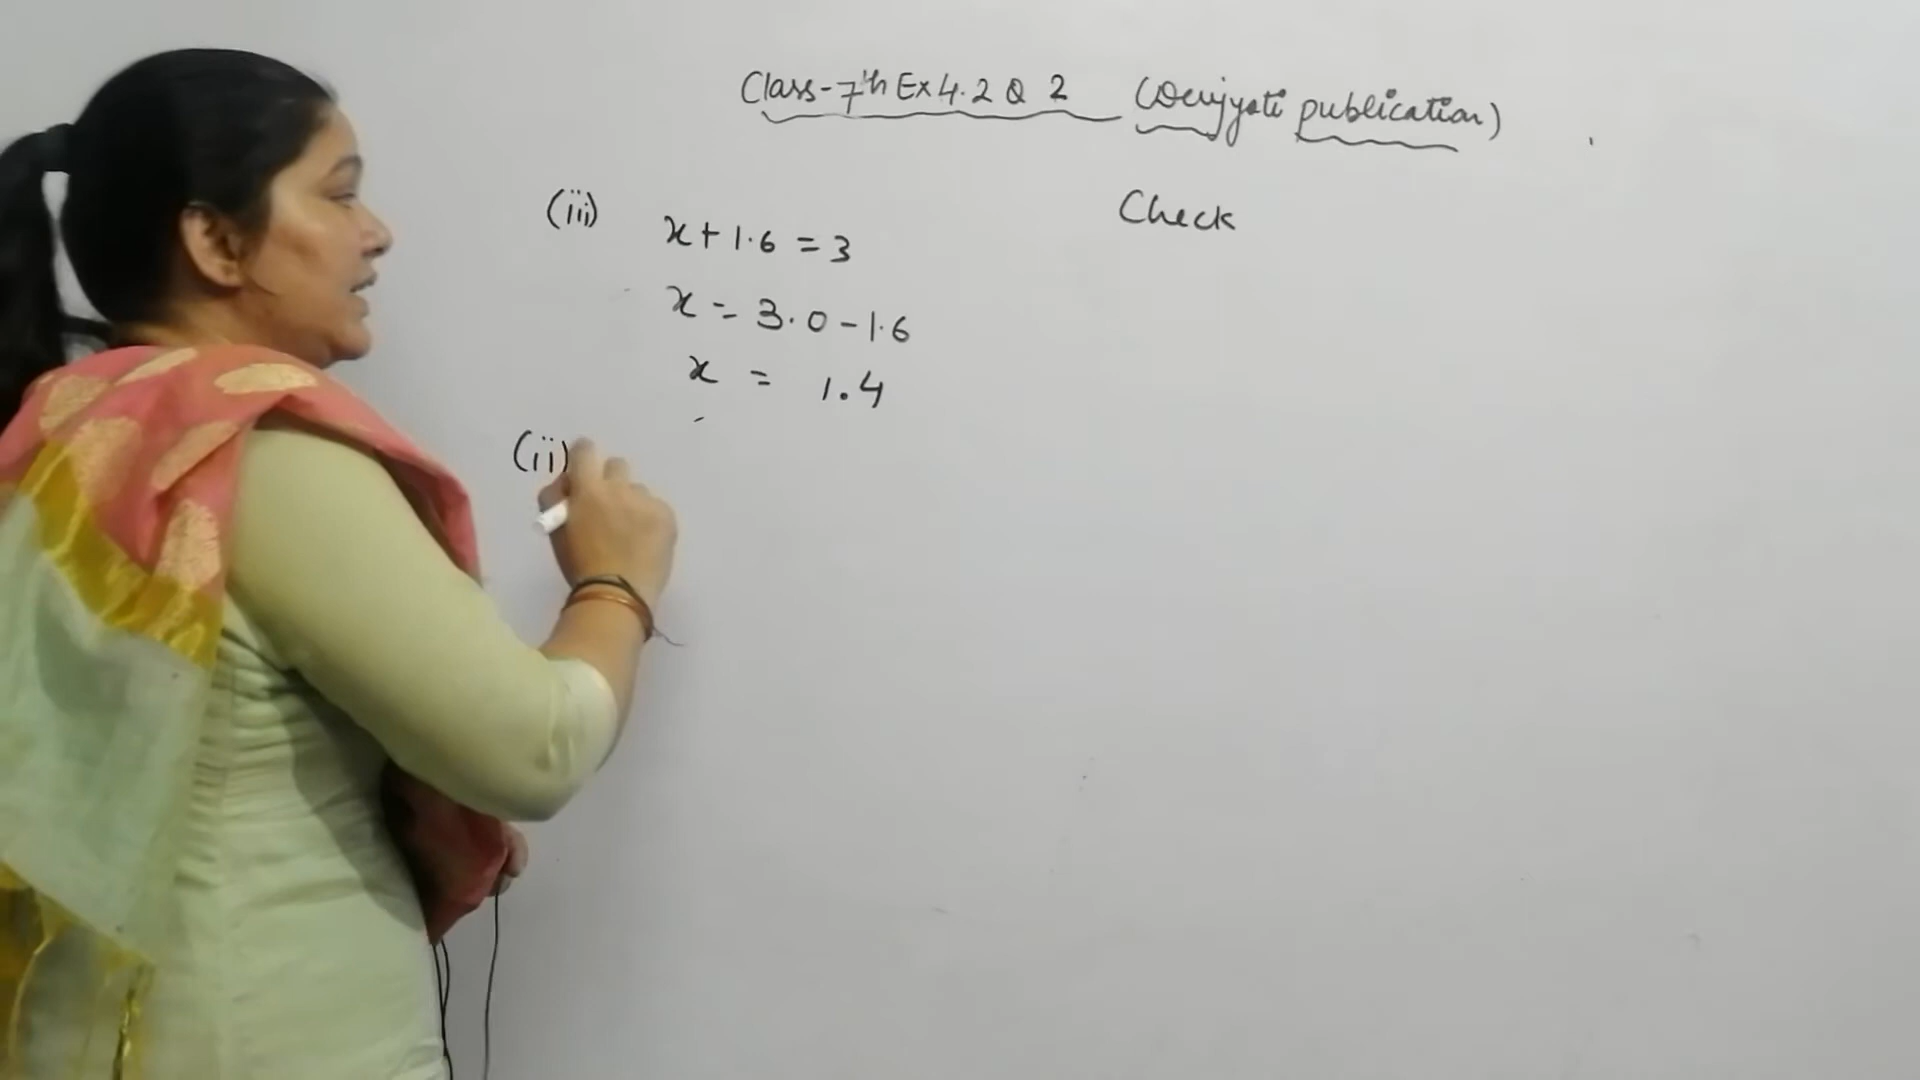 Class-7th Ex 4.2 Q 2 publication)
(iii) x + 1.6 = 3
Check
x = 3.0 - 1.6
x = 1.4
(ii)